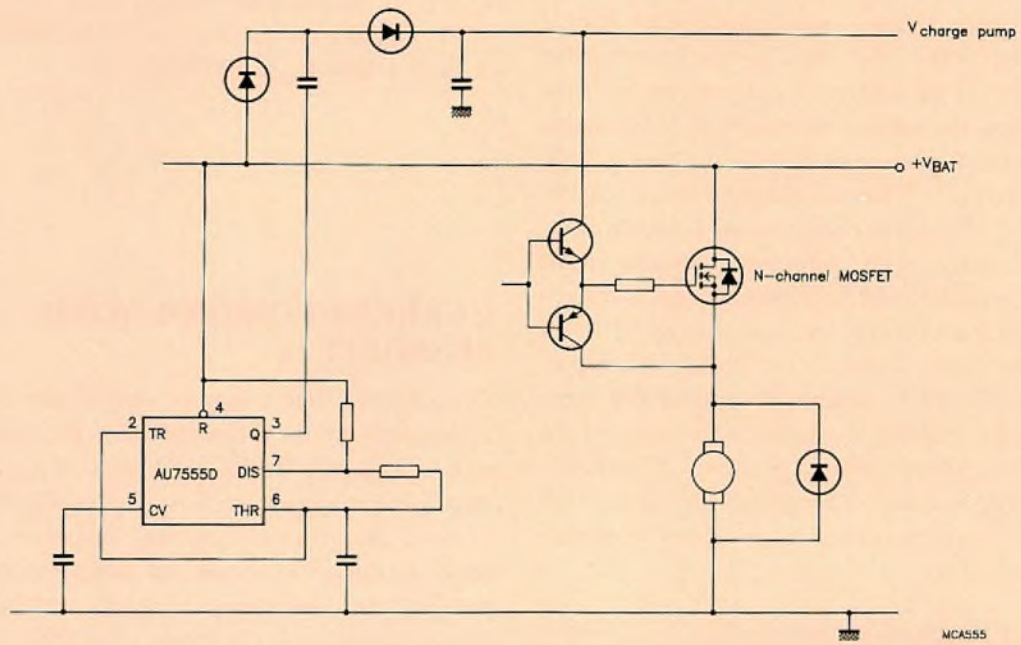 V charge pump
+VBAT
N-channel MOSFET
4
2
TR
R
Q
3
AU7555D
DIS
7
5
CV
THR
6
MCA555